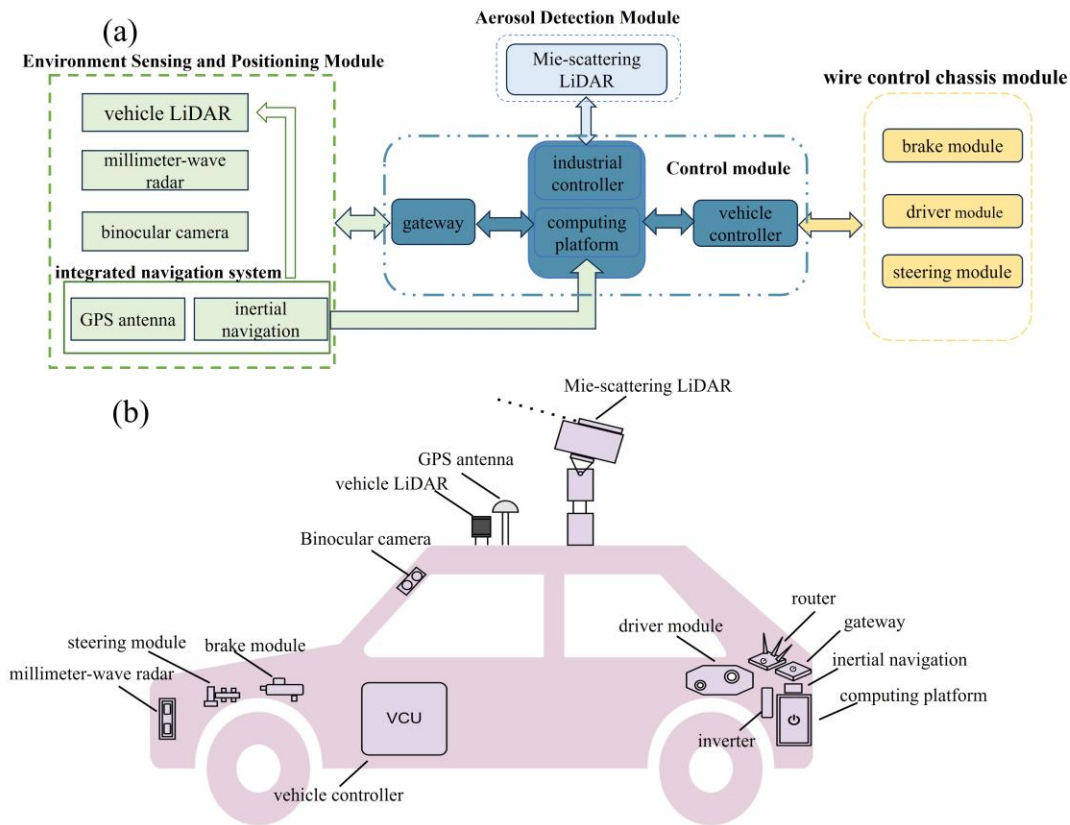 (a)
Aerosol Detection Module
Mie-scattering
LiDAR
Environment Sensing and Positioning Module
vehicle LiDAR
millimeter-wave
radar
binocular camera
integrated navigation system
GPS antenna
inertial
navigation
gateway
industrial
controller
computing
platform
Control module
vehicle
controller
wire control chassis module
brake module
driver module
steering module
(b)
Mie-scattering LiDAR
GPS antenna
vehicle LiDAR
Binocular camera
steering module
brake module
millimeter-wave radar
VCU
vehicle controller
driver module
router
gateway
inertial navigation
computing platform
inverter